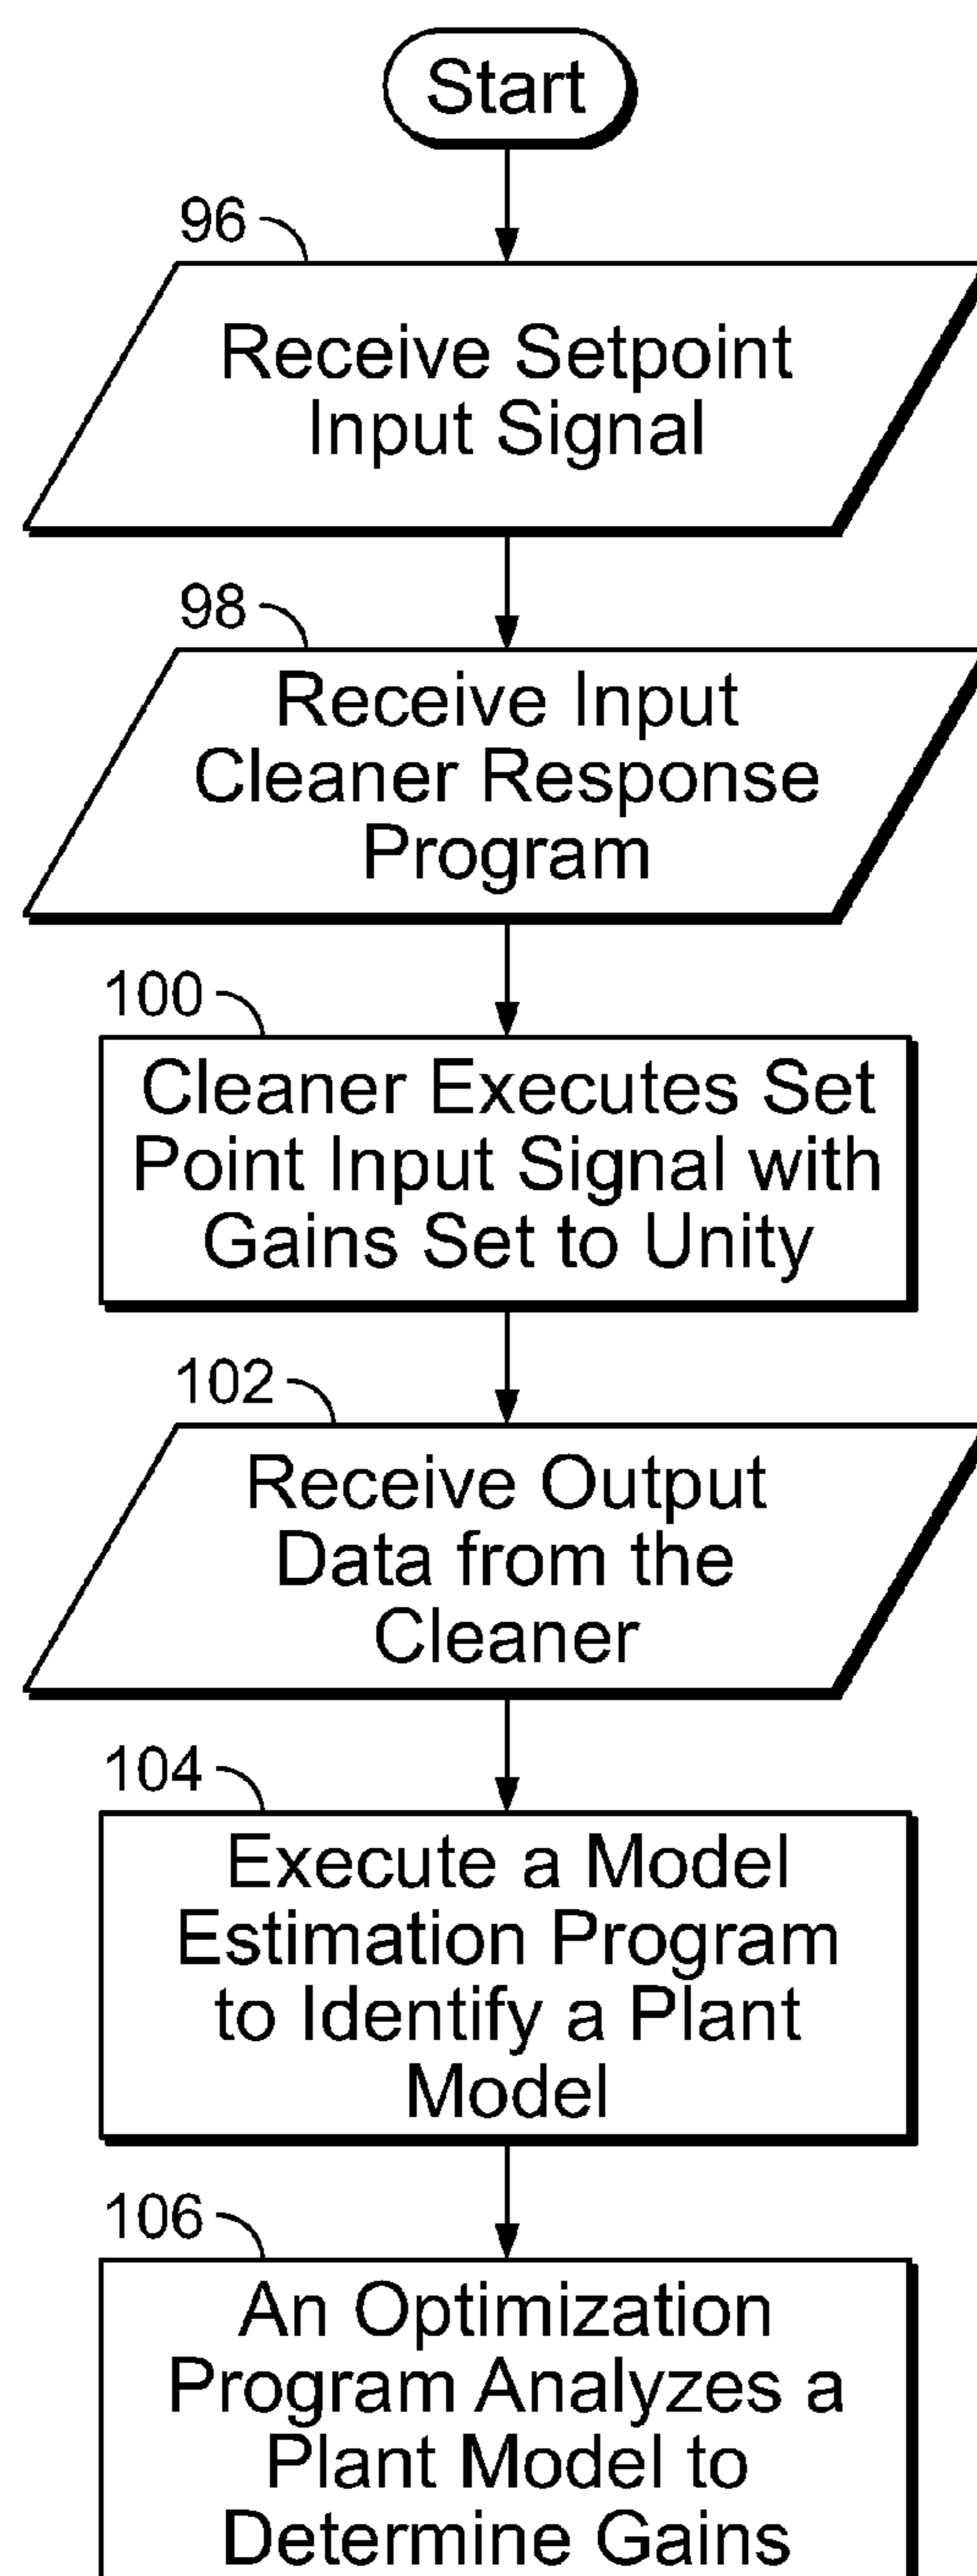 Start
96
Receive Setpoint
Input Signal
98
Receive Input
Cleaner Response
Program
100
Cleaner Executes Set
Point Input Signal with
Gains Set to Unity
102
Receive Output
Data from the
Cleaner
104
Execute a Model
Estimation Program
to Identify a Plant
Model
106
An Optimization
Program Analyzes a
Plant Model to
Determine Gains